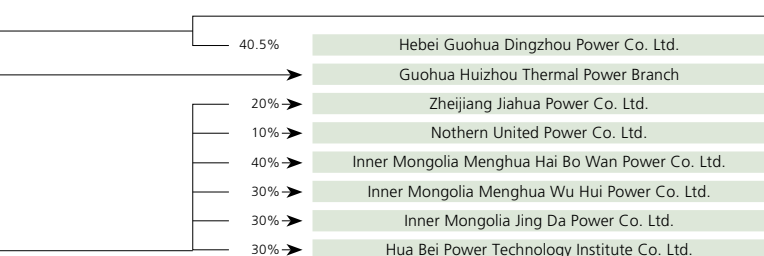 40.5% Hebei Guohua Dingzhou Power Co. Ltd.
Guohua Huizhou Thermal Power Branch
20% Zheijiang Jiahua Power Co. Ltd.
10% Nothern United Power Co. Ltd.
40% Inner Mongolia Menghua Hai Bo Wan Power Co. Ltd.
30% Inner Mongolia Menghua Wu Hui Power Co. Ltd.
30% Inner Mongolia Jing Da Power Co. Ltd.
30% Hua Bei Power Technology Institute Co. Ltd.